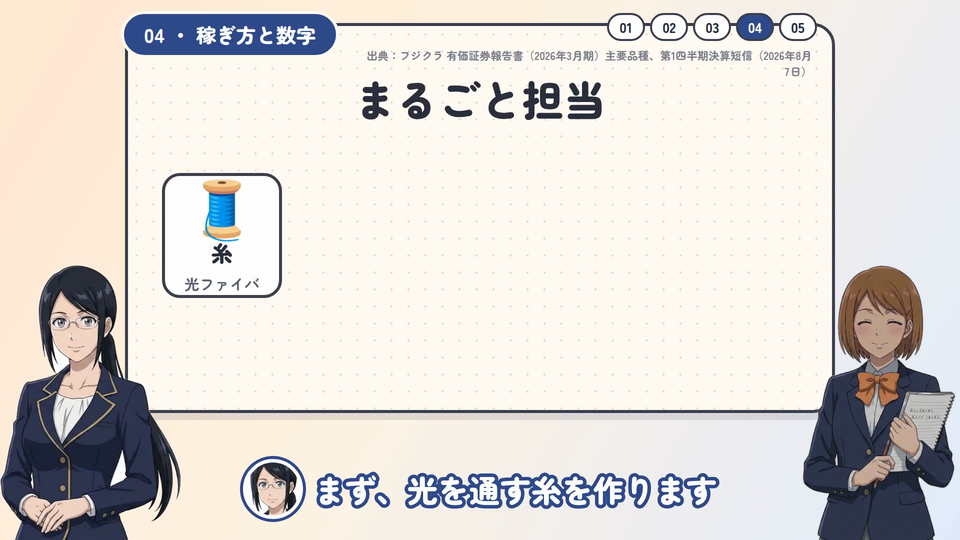 04 ・ 稼ぎ方と数字
01 02 03 04 05
出典：フジクラ 有価証券報告書（2026年3月期）主要品種、第1四半期決算短信（2026年8月
7日）
まるごと担当
糸
光ファイバ
まず、光を通す糸を作ります